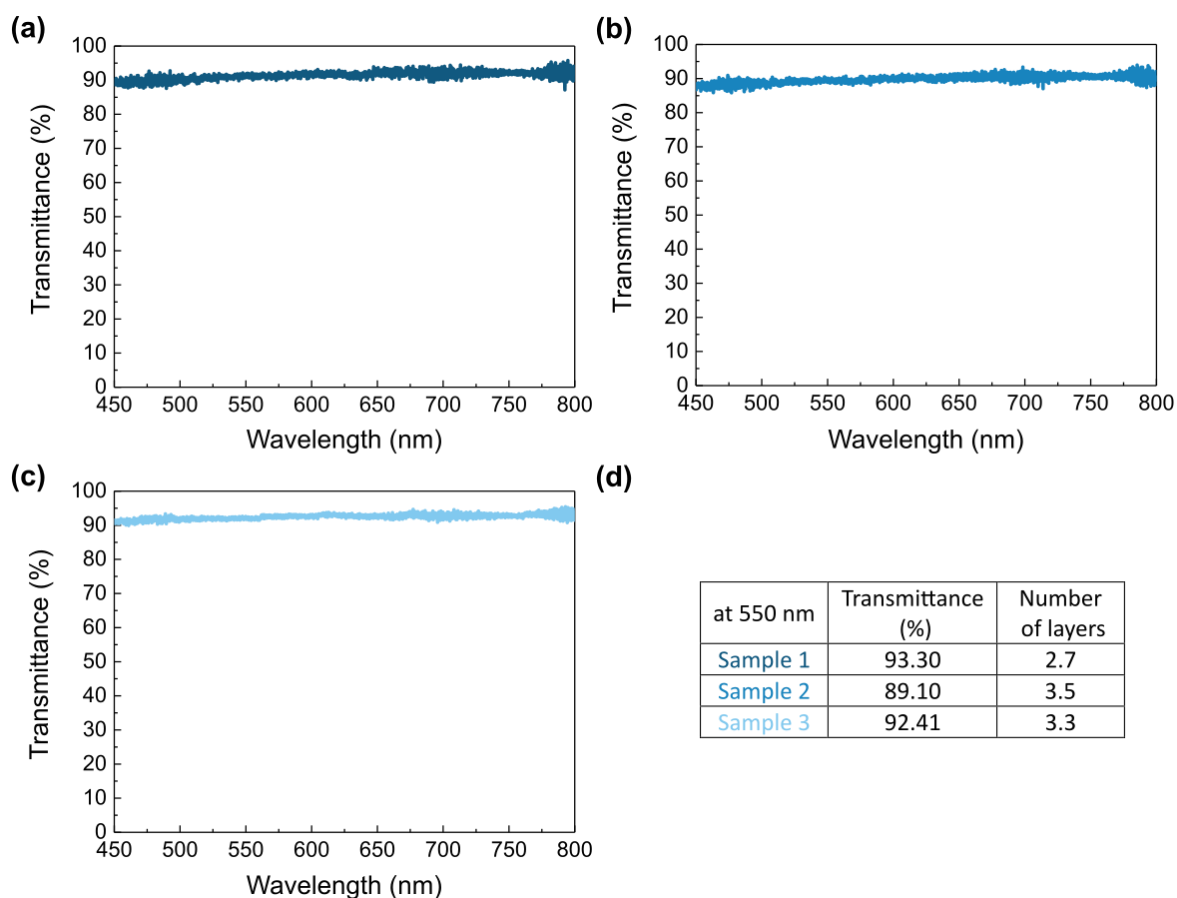 (a)
100
90
80
70
60
50
40
30
20
10
0
Transmittance (%)
450 500 550 600 650 700 750 800
Wavelength (nm)
(b)
100
90
80
70
60
50
40
30
20
10
0
Transmittance (%)
450 500 550 600 650 700 750 800
Wavelength (nm)
(c)
100
90
80
70
60
50
40
30
20
10
0
Transmittance (%)
450 500 550 600 650 700 750 800
Wavelength (nm)
(d)
at 550 nm Transmittance (%) Number of layers
Sample 1 93.30 2.7
Sample 2 89.10 3.5
Sample 3 92.41 3.3